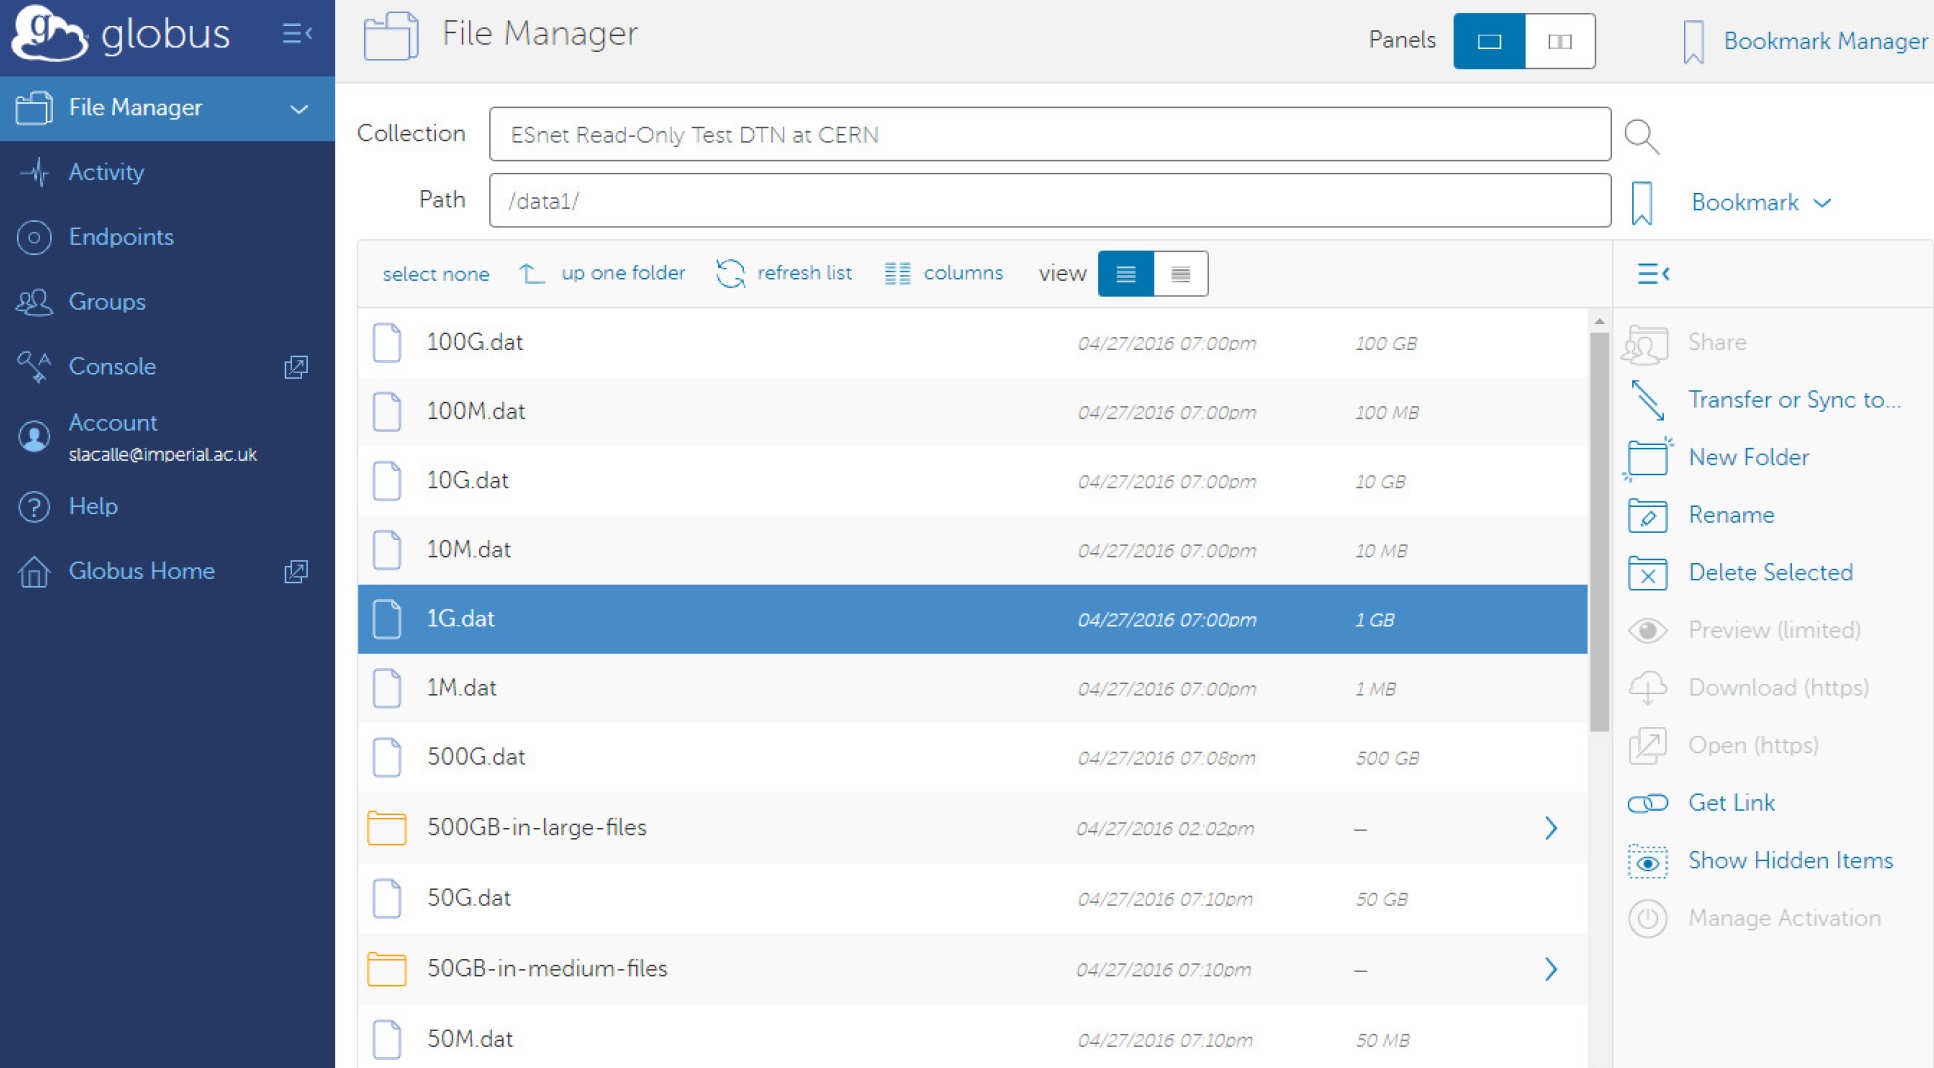 globus
File Manager
Panels
Bookmark Manager
File Manager
Activity
Endpoints
Groups
Console
Account
slacalle@imperial.ac.uk
Help
Globus Home
Collection ESnet Read-Only Test DTN at CERN
Path /data1/
Bookmark
select none up one folder refresh list columns view
100G.dat 04/27/2016 07:00pm 100 GB
100M.dat 04/27/2016 07:00pm 100 MB
10G.dat 04/27/2016 07:00pm 10 GB
10M.dat 04/27/2016 07:00pm 10 MB
1G.dat 04/27/2016 07:00pm 1 GB
1M.dat 04/27/2016 07:00pm 1 MB
500G.dat 04/27/2016 07:08pm 500 GB
500GB-in-large-files 04/27/2016 02:02pm –
50G.dat 04/27/2016 07:10pm 50 GB
50GB-in-medium-files 04/27/2016 07:10pm –
50M.dat 04/27/2016 07:10pm 50 MB
Share
Transfer or Sync to...
New Folder
Rename
Delete Selected
Preview (limited)
Download (https)
Open (https)
Get Link
Show Hidden Items
Manage Activation